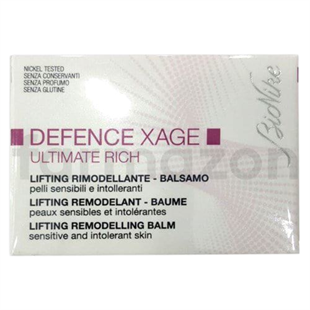 NICKEL TESTED
SENZA CONSERVANTI
SENZA PROFUMO
SENZA GLUTINE
BioNike
DEFENCE XAGE
ULTIMATE RICH
LIFTING RIMODELLANTE - BALSAMO
pelli sensibili e intolleranti
LIFTING REMODELANT - BAUME
peaux sensibles et intolérantes
LIFTING REMODELLING BALM
sensitive and intolerant skin